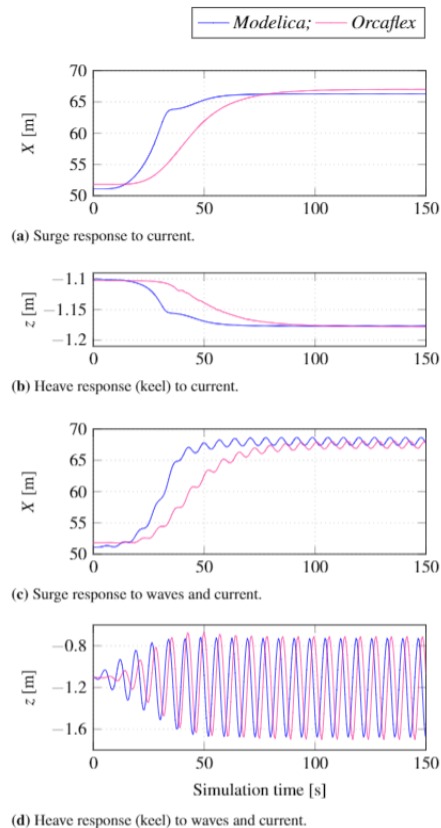 Modelica; Orcaflex
70
65
60
55
50
X [m]
0 50 100 150
(a) Surge response to current.
−1.1
−1.15
−1.2
z [m]
0 50 100 150
(b) Heave response (keel) to current.
70
65
60
55
50
X [m]
0 50 100 150
(c) Surge response to waves and current.
−0.8
−1.2
−1.6
z [m]
0 50 100 150
Simulation time [s]
(d) Heave response (keel) to waves and current.